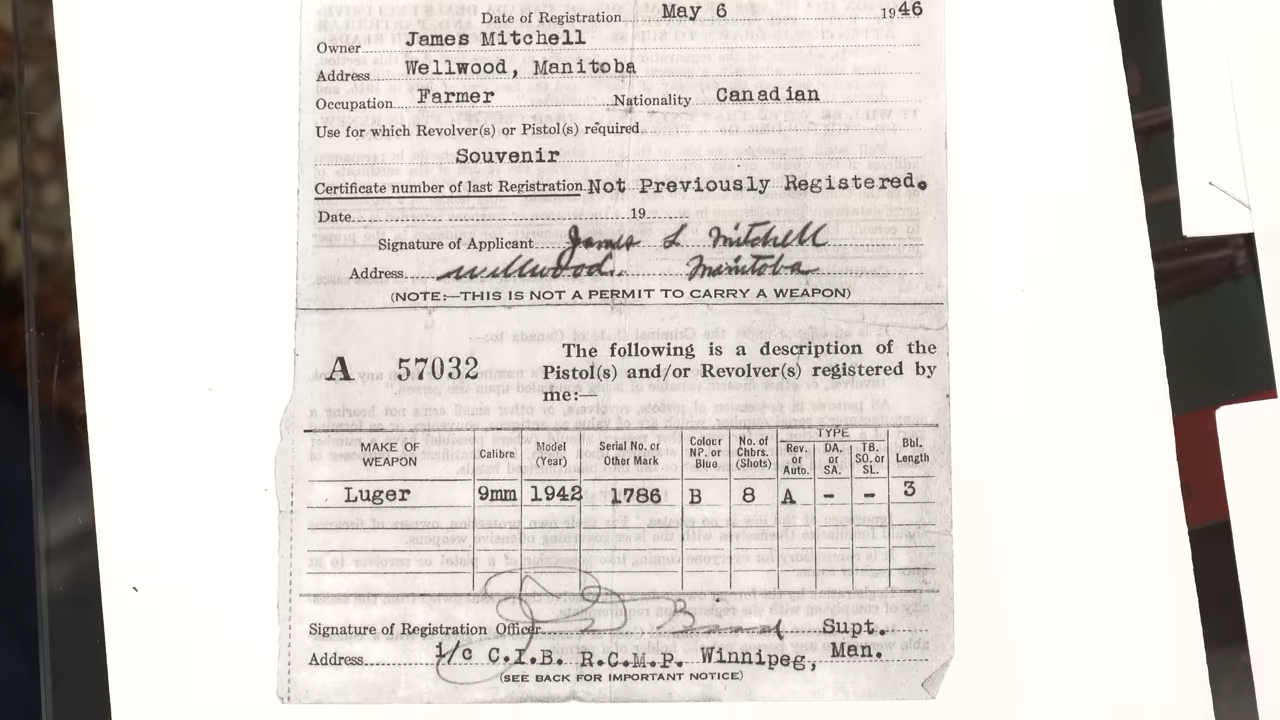 Date of Registration May 6 1946
Owner James Mitchell
Address Wellwood, Manitoba
Occupation Farmer Nationality Canadian
Use for which Revolver(s) or Pistol(s) required
Souvenir
Certificate number of last Registration. Not Previously Registered.
Date 19
Signature of Applicant James L Mitchell
Address Wellwood. Manitoba
(NOTE:—THIS IS NOT A PERMIT TO CARRY A WEAPON)
A 57032
The following is a description of the
Pistol(s) and/or Revolver(s) registered by
me:—
MAKE OF WEAPON Calibre Model (Year) Serial No. or Other Mark Colour NP. or Blue No. of Chbrs. (Shots) TYPE Rev. or Auto. DA. or SA. TB. SO. or SL. Bbl. Length
Luger 9mm 1942 1786 B 8 A - - 3
Signature of Registration Officer Supt.
Address i/c C.I.B. R.C.M.P. Winnipeg, Man.
(SEE BACK FOR IMPORTANT NOTICE)